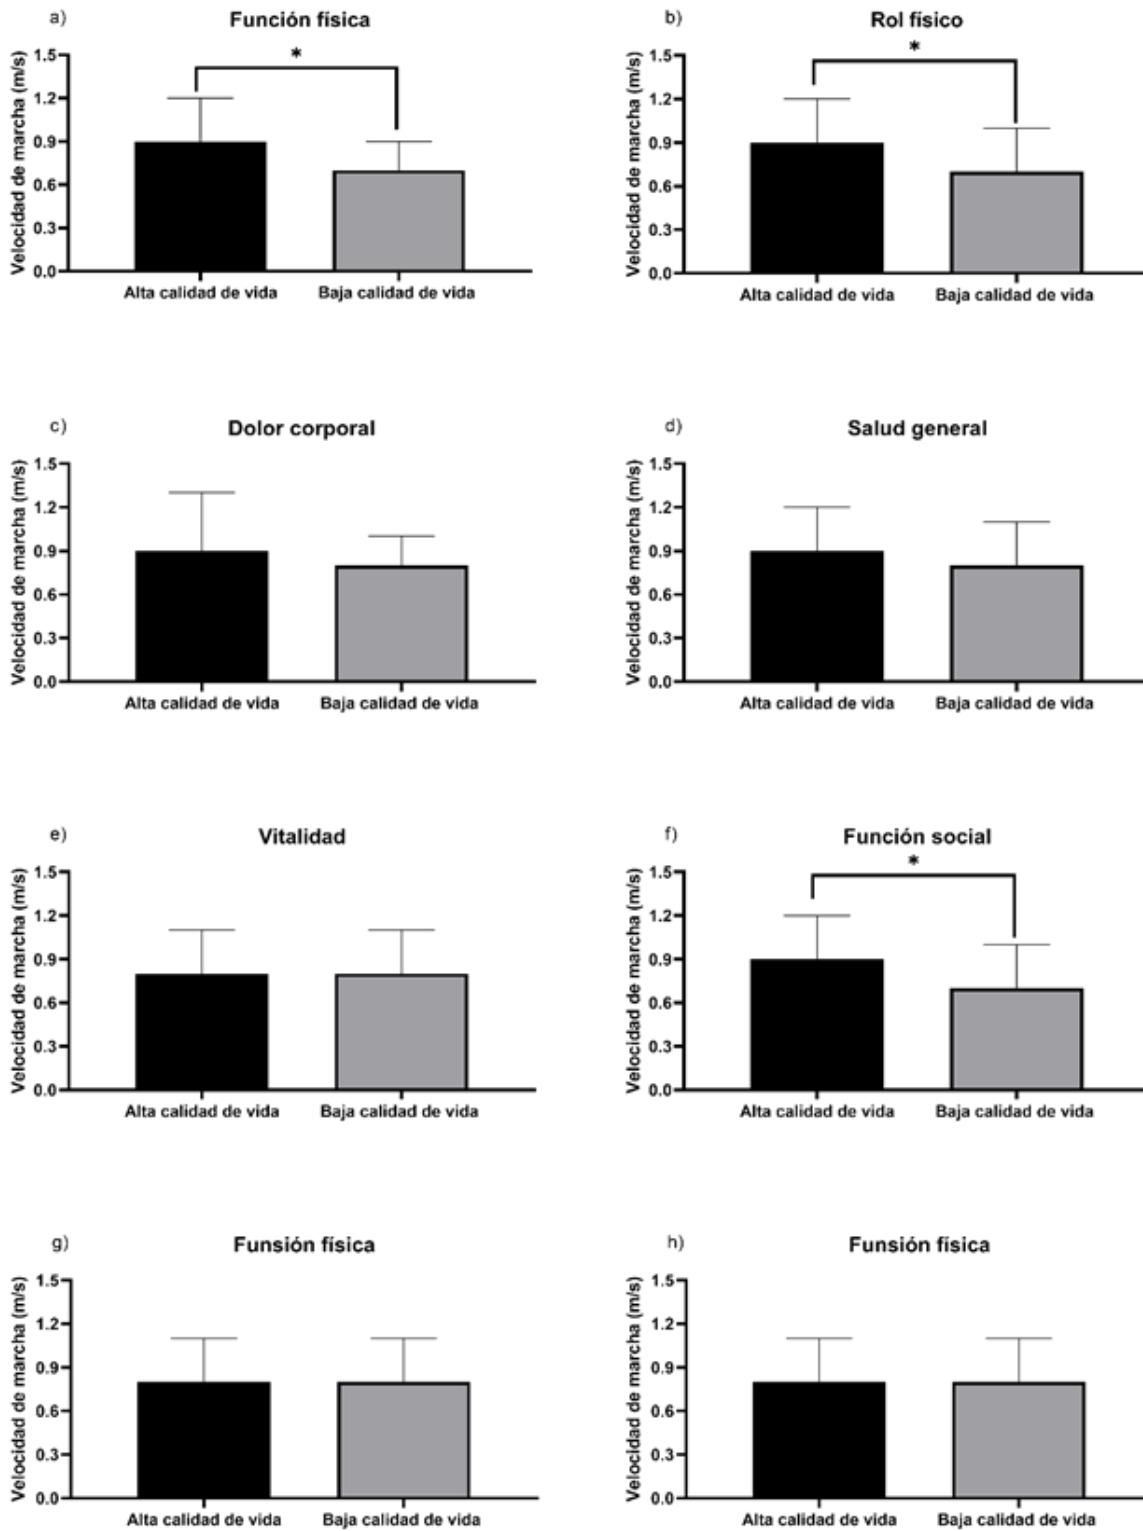 a) Función física
*
Velocidad de marcha (m/s)
1.5
1.2
0.9
0.6
0.3
0.0
Alta calidad de vida Baja calidad de vida
b) Rol físico
*
Velocidad de marcha (m/s)
1.5
1.2
0.9
0.6
0.3
0.0
Alta calidad de vida Baja calidad de vida
c) Dolor corporal
Velocidad de marcha (m/s)
1.5
1.2
0.9
0.6
0.3
0.0
Alta calidad de vida Baja calidad de vida
d) Salud general
Velocidad de marcha (m/s)
1.5
1.2
0.9
0.6
0.3
0.0
Alta calidad de vida Baja calidad de vida
e) Vitalidad
Velocidad de marcha (m/s)
1.5
1.2
0.9
0.6
0.3
0.0
Alta calidad de vida Baja calidad de vida
f) Función social
*
Velocidad de marcha (m/s)
1.5
1.2
0.9
0.6
0.3
0.0
Alta calidad de vida Baja calidad de vida
g) Funsión física
Velocidad de marcha (m/s)
1.5
1.2
0.9
0.6
0.3
0.0
Alta calidad de vida Baja calidad de vida
h) Funsión física
Velocidad de marcha (m/s)
1.5
1.2
0.9
0.6
0.3
0.0
Alta calidad de vida Baja calidad de vida